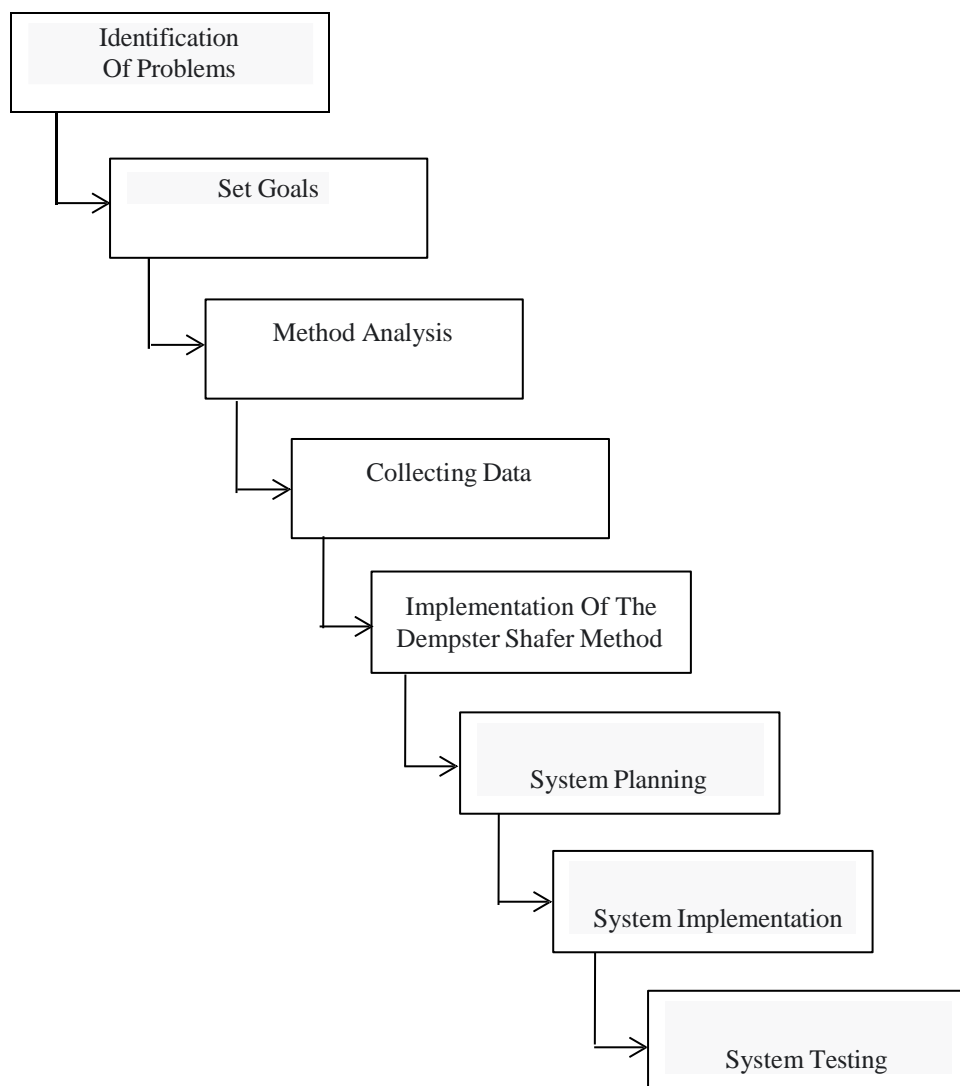 Identification
Of Problems
Set Goals
Method Analysis
Collecting Data
Implementation Of The
Dempster Shafer Method
System Planning
System Implementation
System Testing